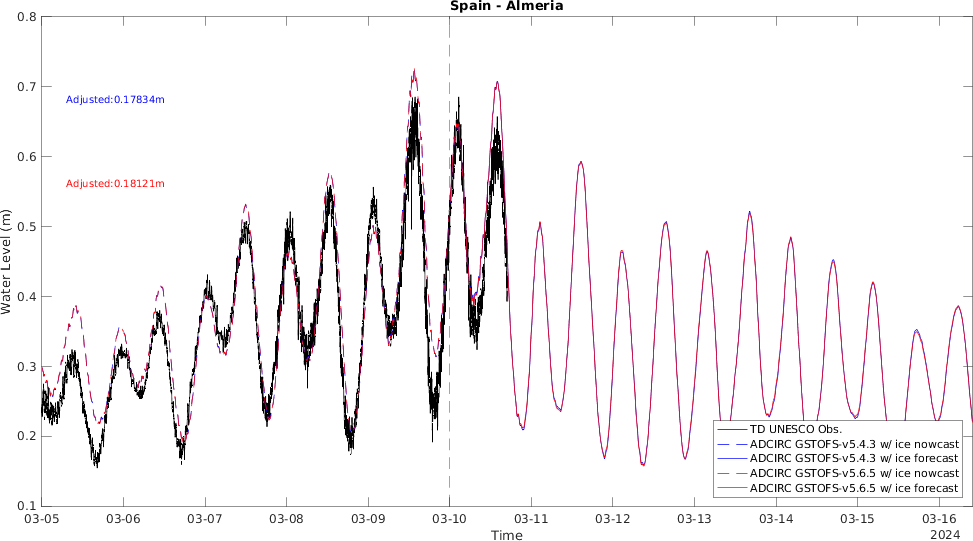 Spain - Almeria
0.8
0.7
0.6
0.5
0.4
0.3
0.2
0.1
Water Level (m)
Adjusted:0.17834m
Adjusted:0.18121m
TD UNESCO Obs.
ADCIRC GSTOFS-v5.4.3 w/ ice nowcast
ADCIRC GSTOFS-v5.4.3 w/ ice forecast
ADCIRC GSTOFS-v5.6.5 w/ ice nowcast
ADCIRC GSTOFS-v5.6.5 w/ ice forecast
03-05 03-06 03-07 03-08 03-09 03-10 03-11 03-12 03-13 03-14 03-15 03-16
Time
2024